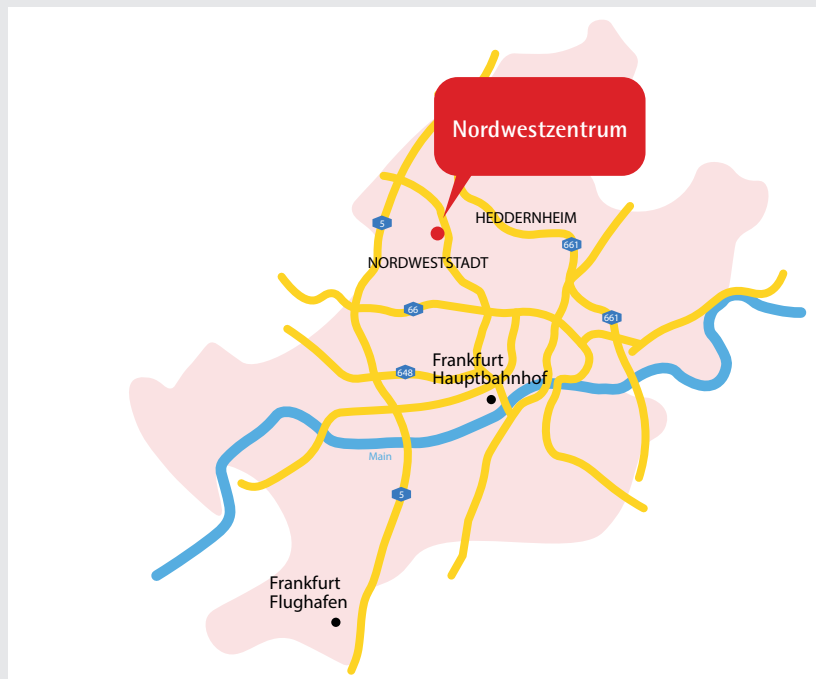 Nordwestzentrum
HEDDERNHEIM
5
661
NORDWESTSTADT
66
661
Frankfurt
Hauptbahnhof
648
Main
5
Frankfurt
Flughafen